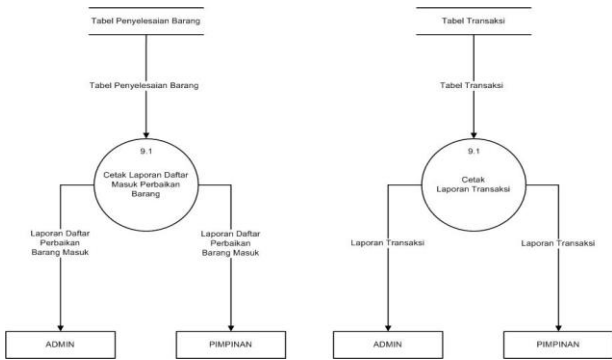 Tabel Penyelesaian Barang
Tabel Penyelesaian Barang
9.1
Cetak Laporan Daftar
Masuk Perbaikan
Barang
Laporan Daftar
Perbaikan
Barang Masuk
Laporan Daftar
Perbaikan
Barang Masuk
ADMIN
PIMPINAN
Tabel Transaksi
Tabel Transaksi
9.1
Cetak
Laporan Transaksi
Laporan Transaksi
Laporan Transaksi
ADMIN
PIMPINAN